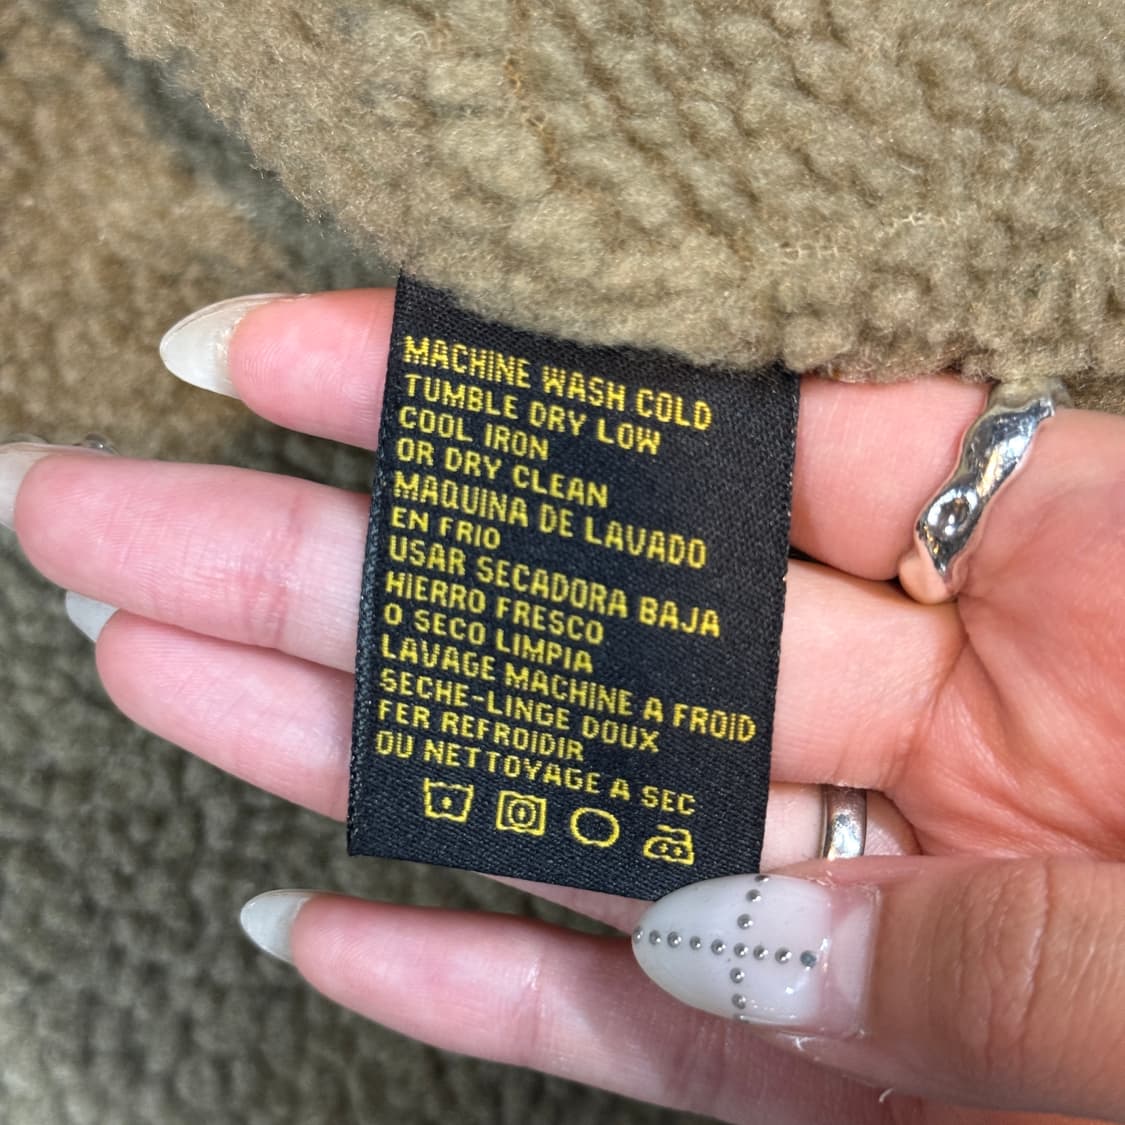 MACHINE WASH COLD
TUMBLE DRY LOW
COOL IRON
OR DRY CLEAN
MAQUINA DE LAVADO
EN FRIO
USAR SECADORA BAJA
HIERRO FRESCO
O SECO LIMPIA
LAVAGE MACHINE A FROID
SECHE-LINGE DOUX
FER REFROIDIR
OU NETTOYAGE A SEC